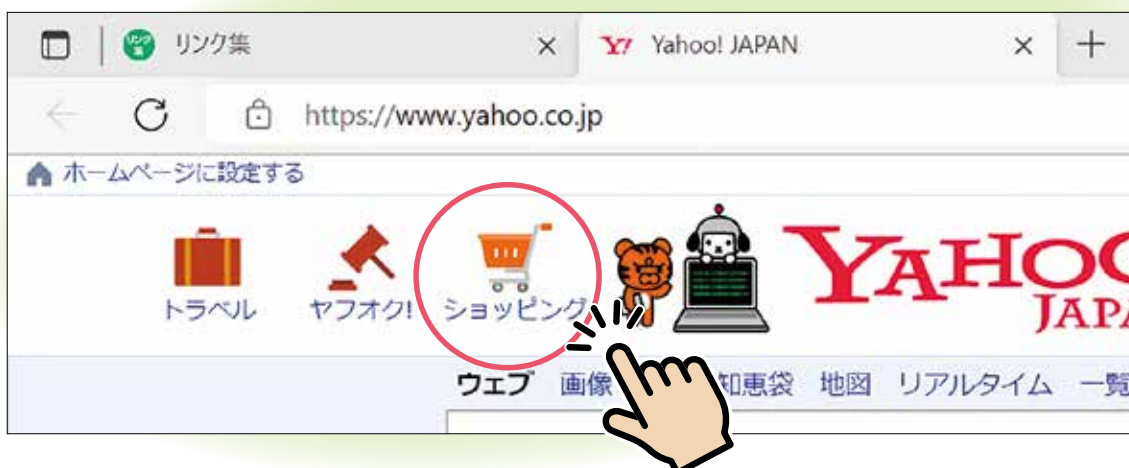 リンク集
Yahoo! JAPAN
https://www.yahoo.co.jp
ホームページに設定する
トラベル ヤフオク! ショッピング
YAHOO
JAPA
ウェブ 画像 知恵袋 地図 リアルタイム 一覧